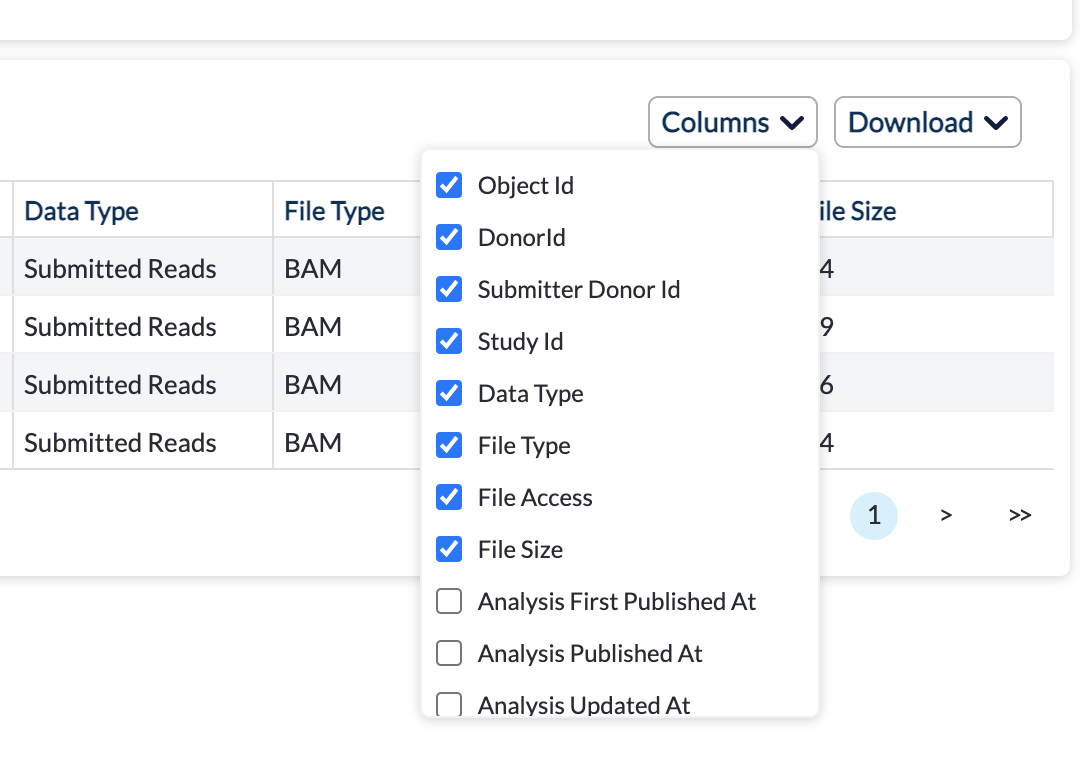 Columns Download
Data Type File Type ile Size
Submitted Reads BAM 4
Submitted Reads BAM 9
Submitted Reads BAM 6
Submitted Reads BAM 4
Object Id
DonorId
Submitter Donor Id
Study Id
Data Type
File Type
File Access
File Size
Analysis First Published At
Analysis Published At
Analysis Updated At
1 > >>